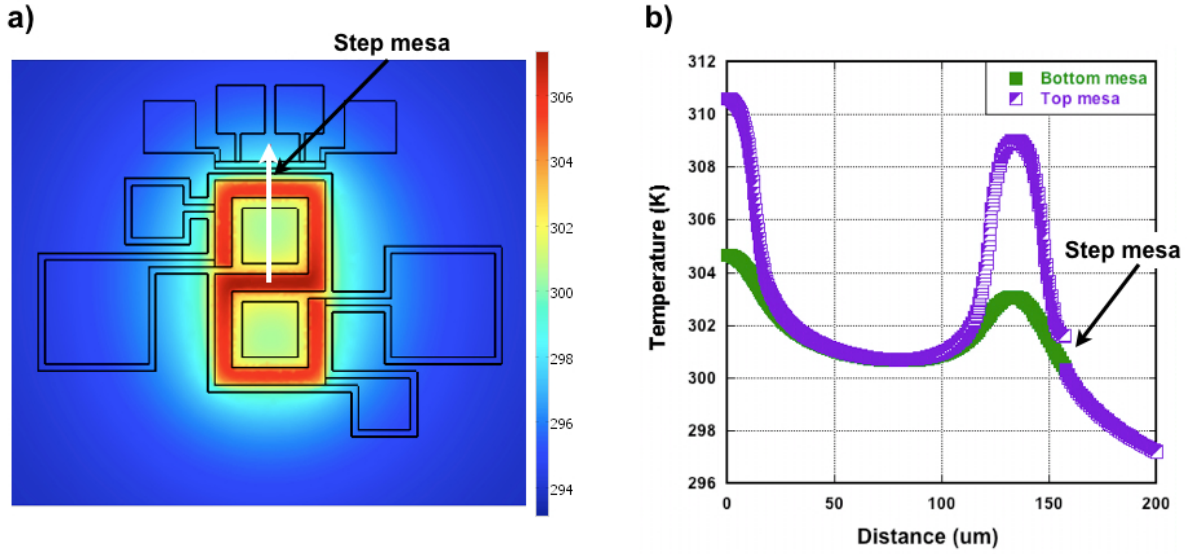 a)
Step mesa
306
304
302
300
298
296
294
b)
312
310
308
306
304
302
300
298
296
Temperature (K)
Bottom mesa
Top mesa
Step mesa
0
50
100
150
200
Distance (um)